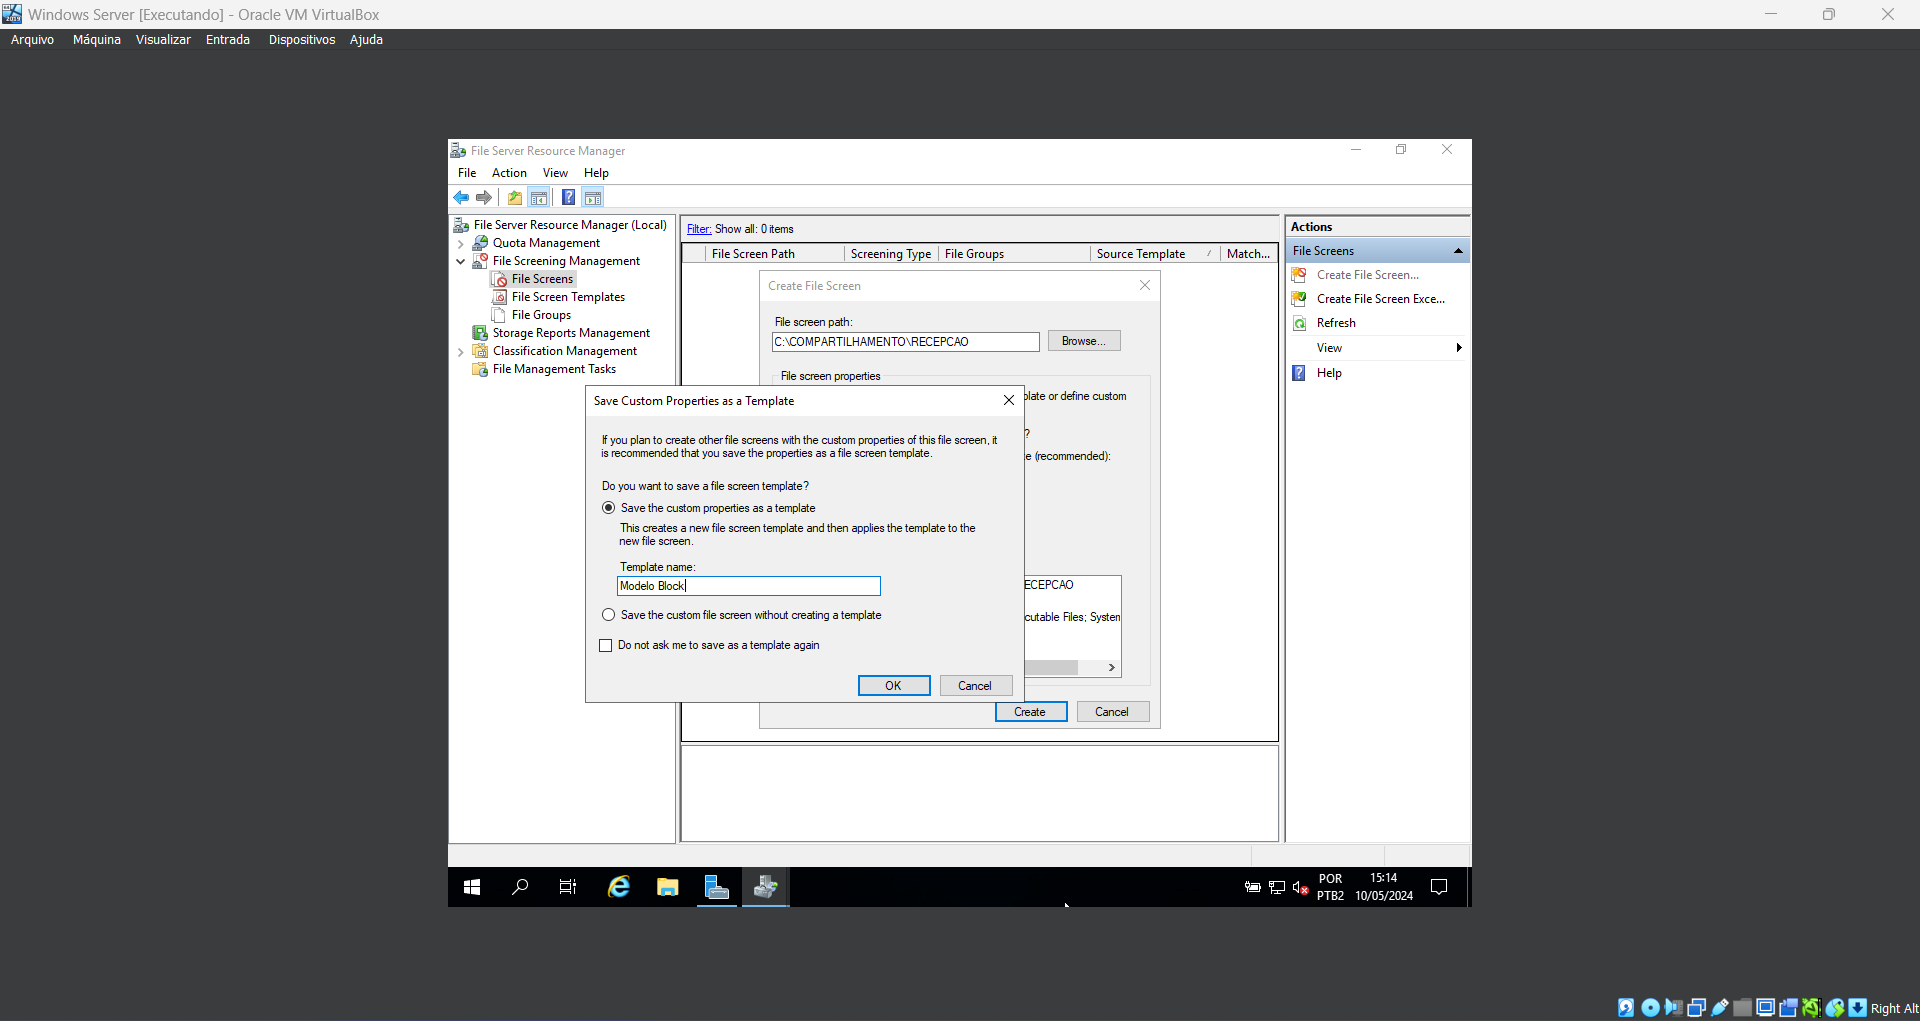 Windows Server [Executando] - Oracle VM VirtualBox
Arquivo Máquina Visualizar Entrada Dispositivos Ajuda
File Server Resource Manager
File Action View Help
File Server Resource Manager (Local)
Quota Management
File Screening Management
File Screens
File Screen Templates
File Groups
Storage Reports Management
Classification Management
File Management Tasks
Filter: Show all: 0 items
File Screen Path Screening Type File Groups Source Template Match...
Create File Screen
File screen path:
C:\COMPARTILHAMENTO\RECEPCAO Browse...
File screen properties
plate or define custom
?
te (recommended):
ECEPCAO
cutable Files; System
Create Cancel
Save Custom Properties as a Template
If you plan to create other file screens with the custom properties of this file screen, it
is recommended that you save the properties as a file screen template.
Do you want to save a file screen template?
Save the custom properties as a template
This creates a new file screen template and then applies the template to the
new file screen.
Template name:
Modelo Block
Save the custom file screen without creating a template
Do not ask me to save as a template again
OK Cancel
Actions
File Screens
Create File Screen...
Create File Screen Exce...
Refresh
View
Help
POR
PTB2
15:14
10/05/2024
Right Alt